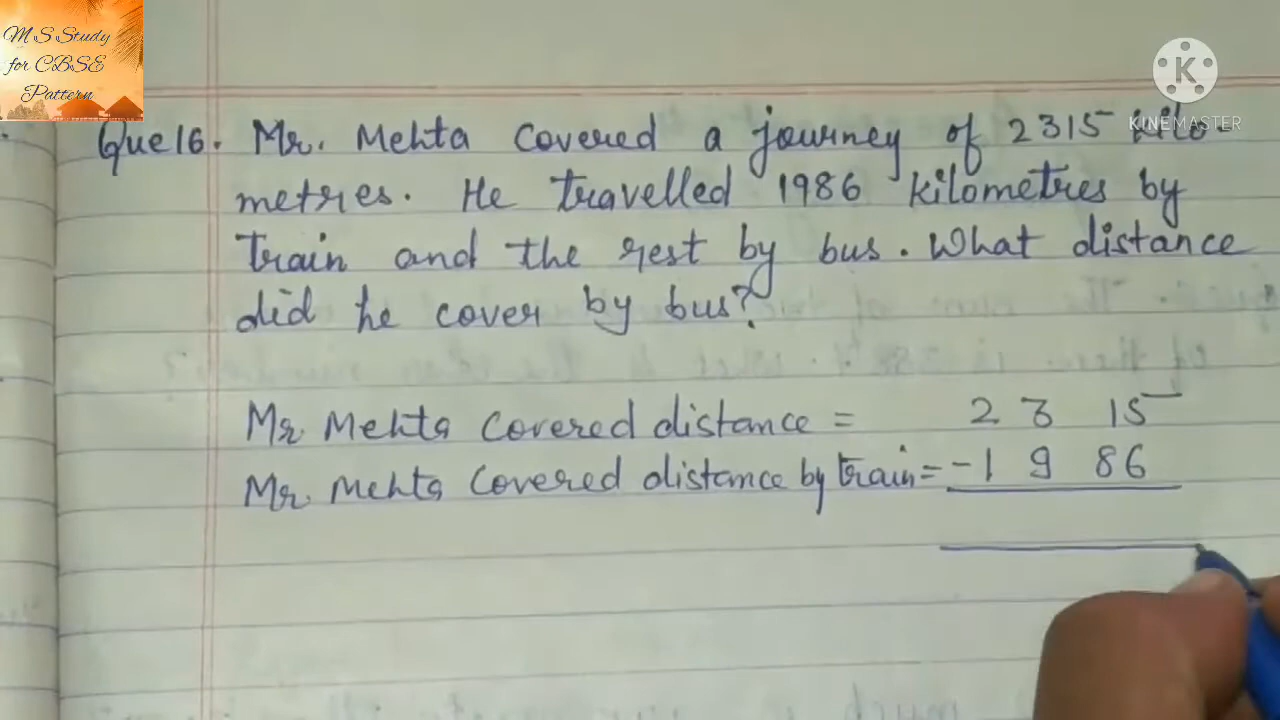 M S Study
for CBSE
Pattern
KINEMASTER
Que16. Mr. Mehta covered a journey of 2315 kilo-
metres. He travelled 1986 kilometres by
train and the rest by bus. What distance
did he cover by bus?
Mr Mehta covered distance = 2 3 15
Mr. Mehta covered distance by train = -1 9 86